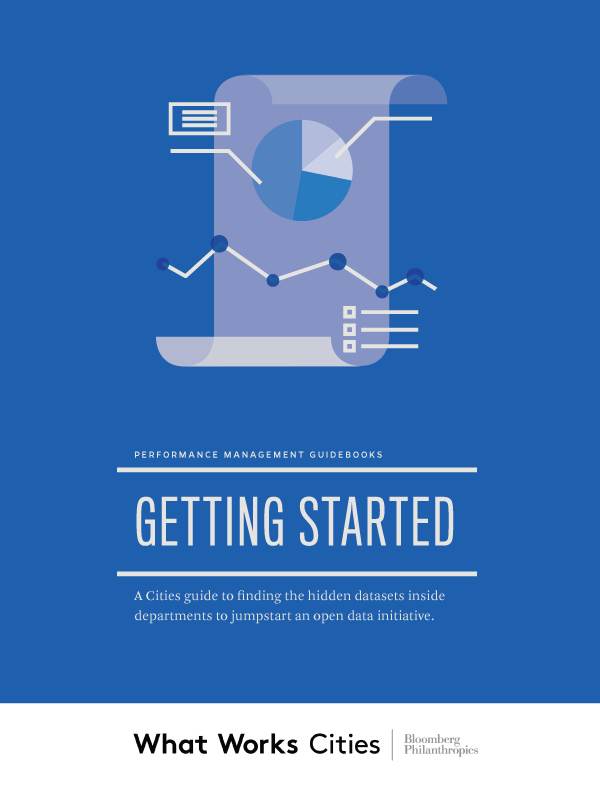 PERFORMANCE MANAGEMENT GUIDEBOOKS
GETTING STARTED
A Cities guide to finding the hidden datasets inside
departments to jumpstart an open data initiative.
What Works Cities
Bloomberg
Philanthropies